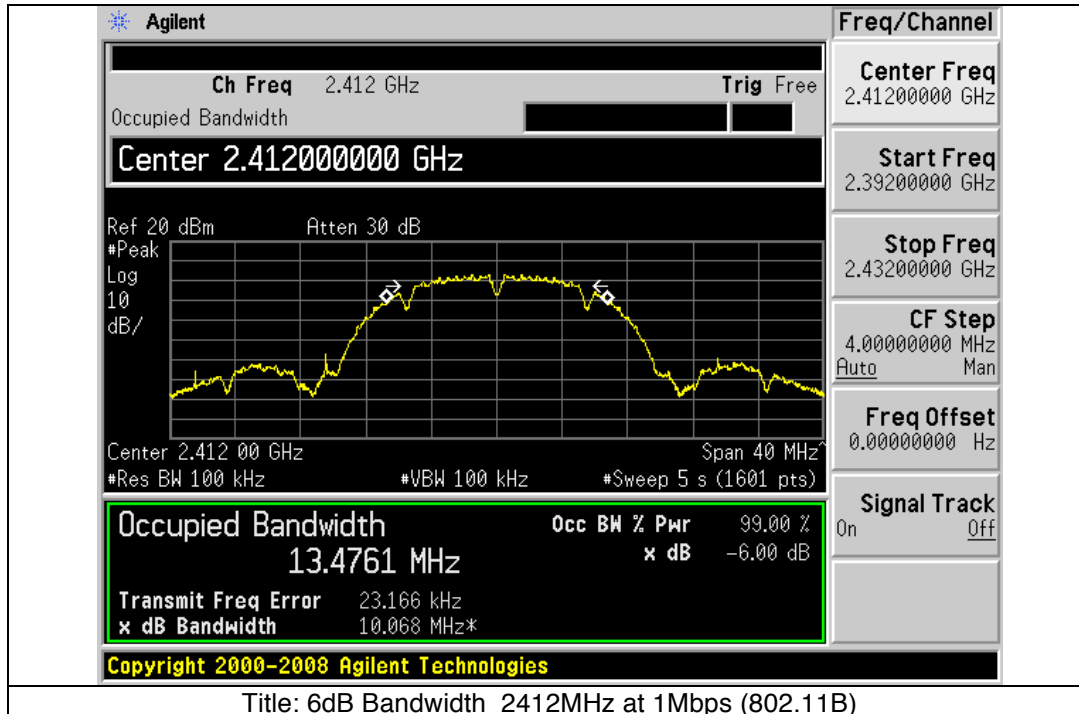 Agilent
Freq/Channel
Ch Freq 2.412 GHz Trig Free
Occupied Bandwidth
Center 2.412000000 GHz
Ref 20 dBm Atten 30 dB
#Peak
Log
10
dB/
Center 2.412 00 GHz Span 40 MHz^
#Res BW 100 kHz #VBW 100 kHz #Sweep 5 s (1601 pts)
Occupied Bandwidth
13.4761 MHz
Occ BW % Pwr 99.00 %
x dB -6.00 dB
Transmit Freq Error 23.166 kHz
x dB Bandwidth 10.068 MHz*
Copyright 2000-2008 Agilent Technologies
Center Freq
2.41200000 GHz
Start Freq
2.39200000 GHz
Stop Freq
2.43200000 GHz
CF Step
4.00000000 MHz
Auto Man
Freq Offset
0.00000000 Hz
Signal Track
On Off
Title: 6dB Bandwidth 2412MHz at 1Mbps (802.11B)